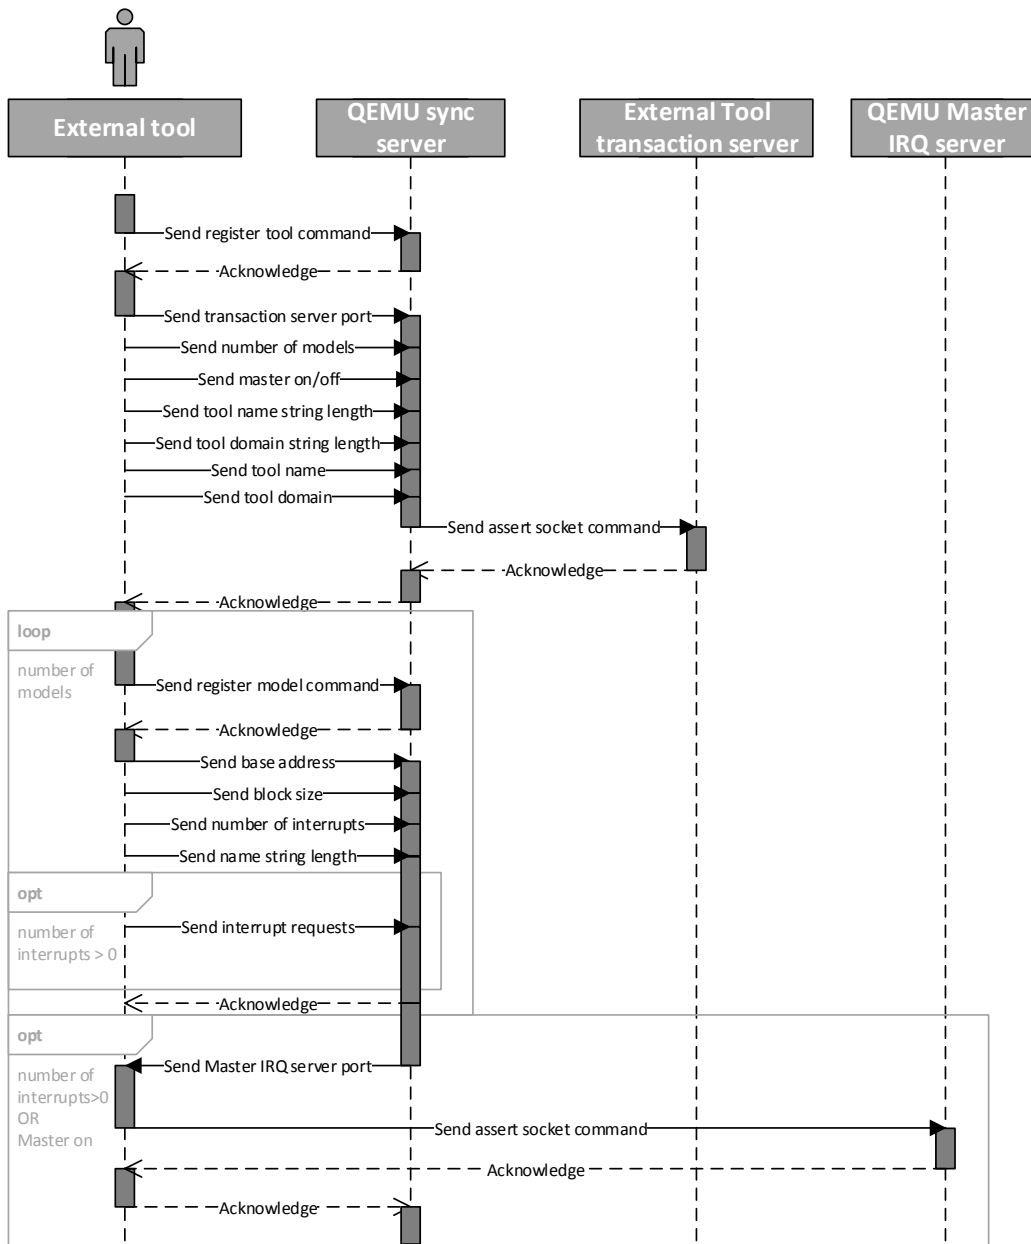 External tool
QEMU sync
server
External Tool
transaction server
QEMU Master
IRQ server
Send register tool command
Acknowledge
Send transaction server port
Send number of models
Send master on/off
Send tool name string length
Send tool domain string length
Send tool name
Send tool domain
Send assert socket command
Acknowledge
Acknowledge
loop
number of
models
Send register model command
Acknowledge
Send base address
Send block size
Send number of interrupts
Send name string length
opt
number of
interrupts > 0
Send interrupt requests
Acknowledge
opt
number of
interrupts>0
OR
Master on
Send Master IRQ server port
Send assert socket command
Acknowledge
Acknowledge